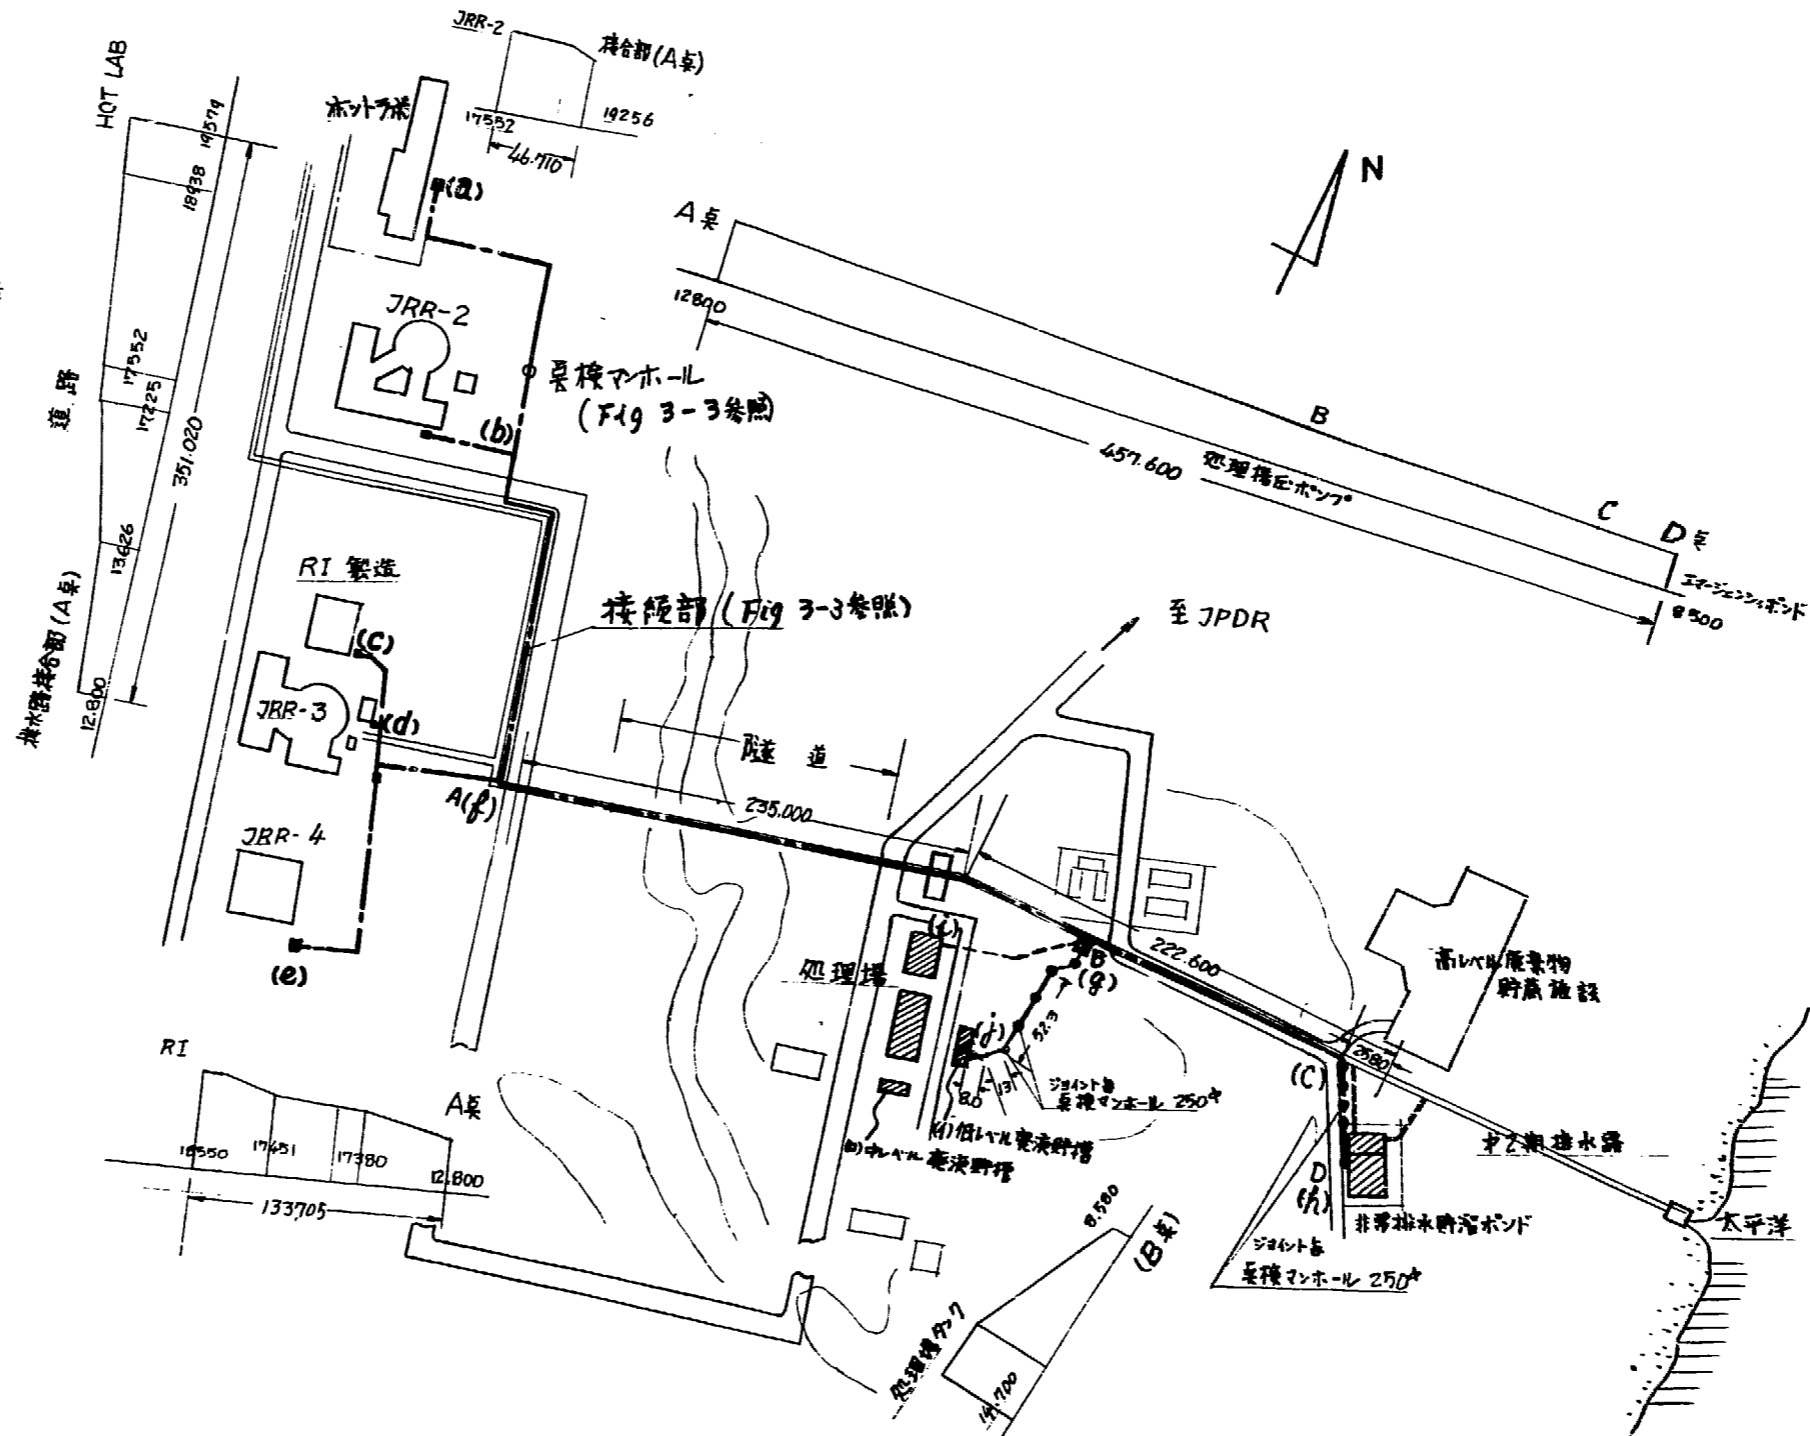 JRR-2
接合部(A点)
17552
19256
46.710
HOT LAB
19579
18938
17552
17225
351.020
13626
12.800
道路
排水路接合部(A点)
ホットラボ
(a)
JRR-2
(b)
点検マンホール
(Fig 3-3参照)
N
A点
12800
B
457.600
処理場圧ポンプ
C
D点
エマージェンシィポンド
8500
RI 製造
(c)
JRR-3
(d)
接続部 (Fig 3-3参照)
至 JPDR
隧道
A(f)
235.000
JRR-4
(e)
(i)
処理場
B
(g)
222.600
高レベル廃棄物
貯蔵施設
(j)
52.3
13
8.0
ジョイント毎
点検マンホール 250φ
(イ)低レベル廃液貯槽
(ロ)中レベル廃液貯槽
(C)
2580
オ2期排水路
D
(h)
非常排水貯溜ポンド
太平洋
ジョイント毎
点検マンホール 250φ
RI
A点
18550
17451
17380
12.800
133705
8.580
(B点)
処理場タンク
14.700